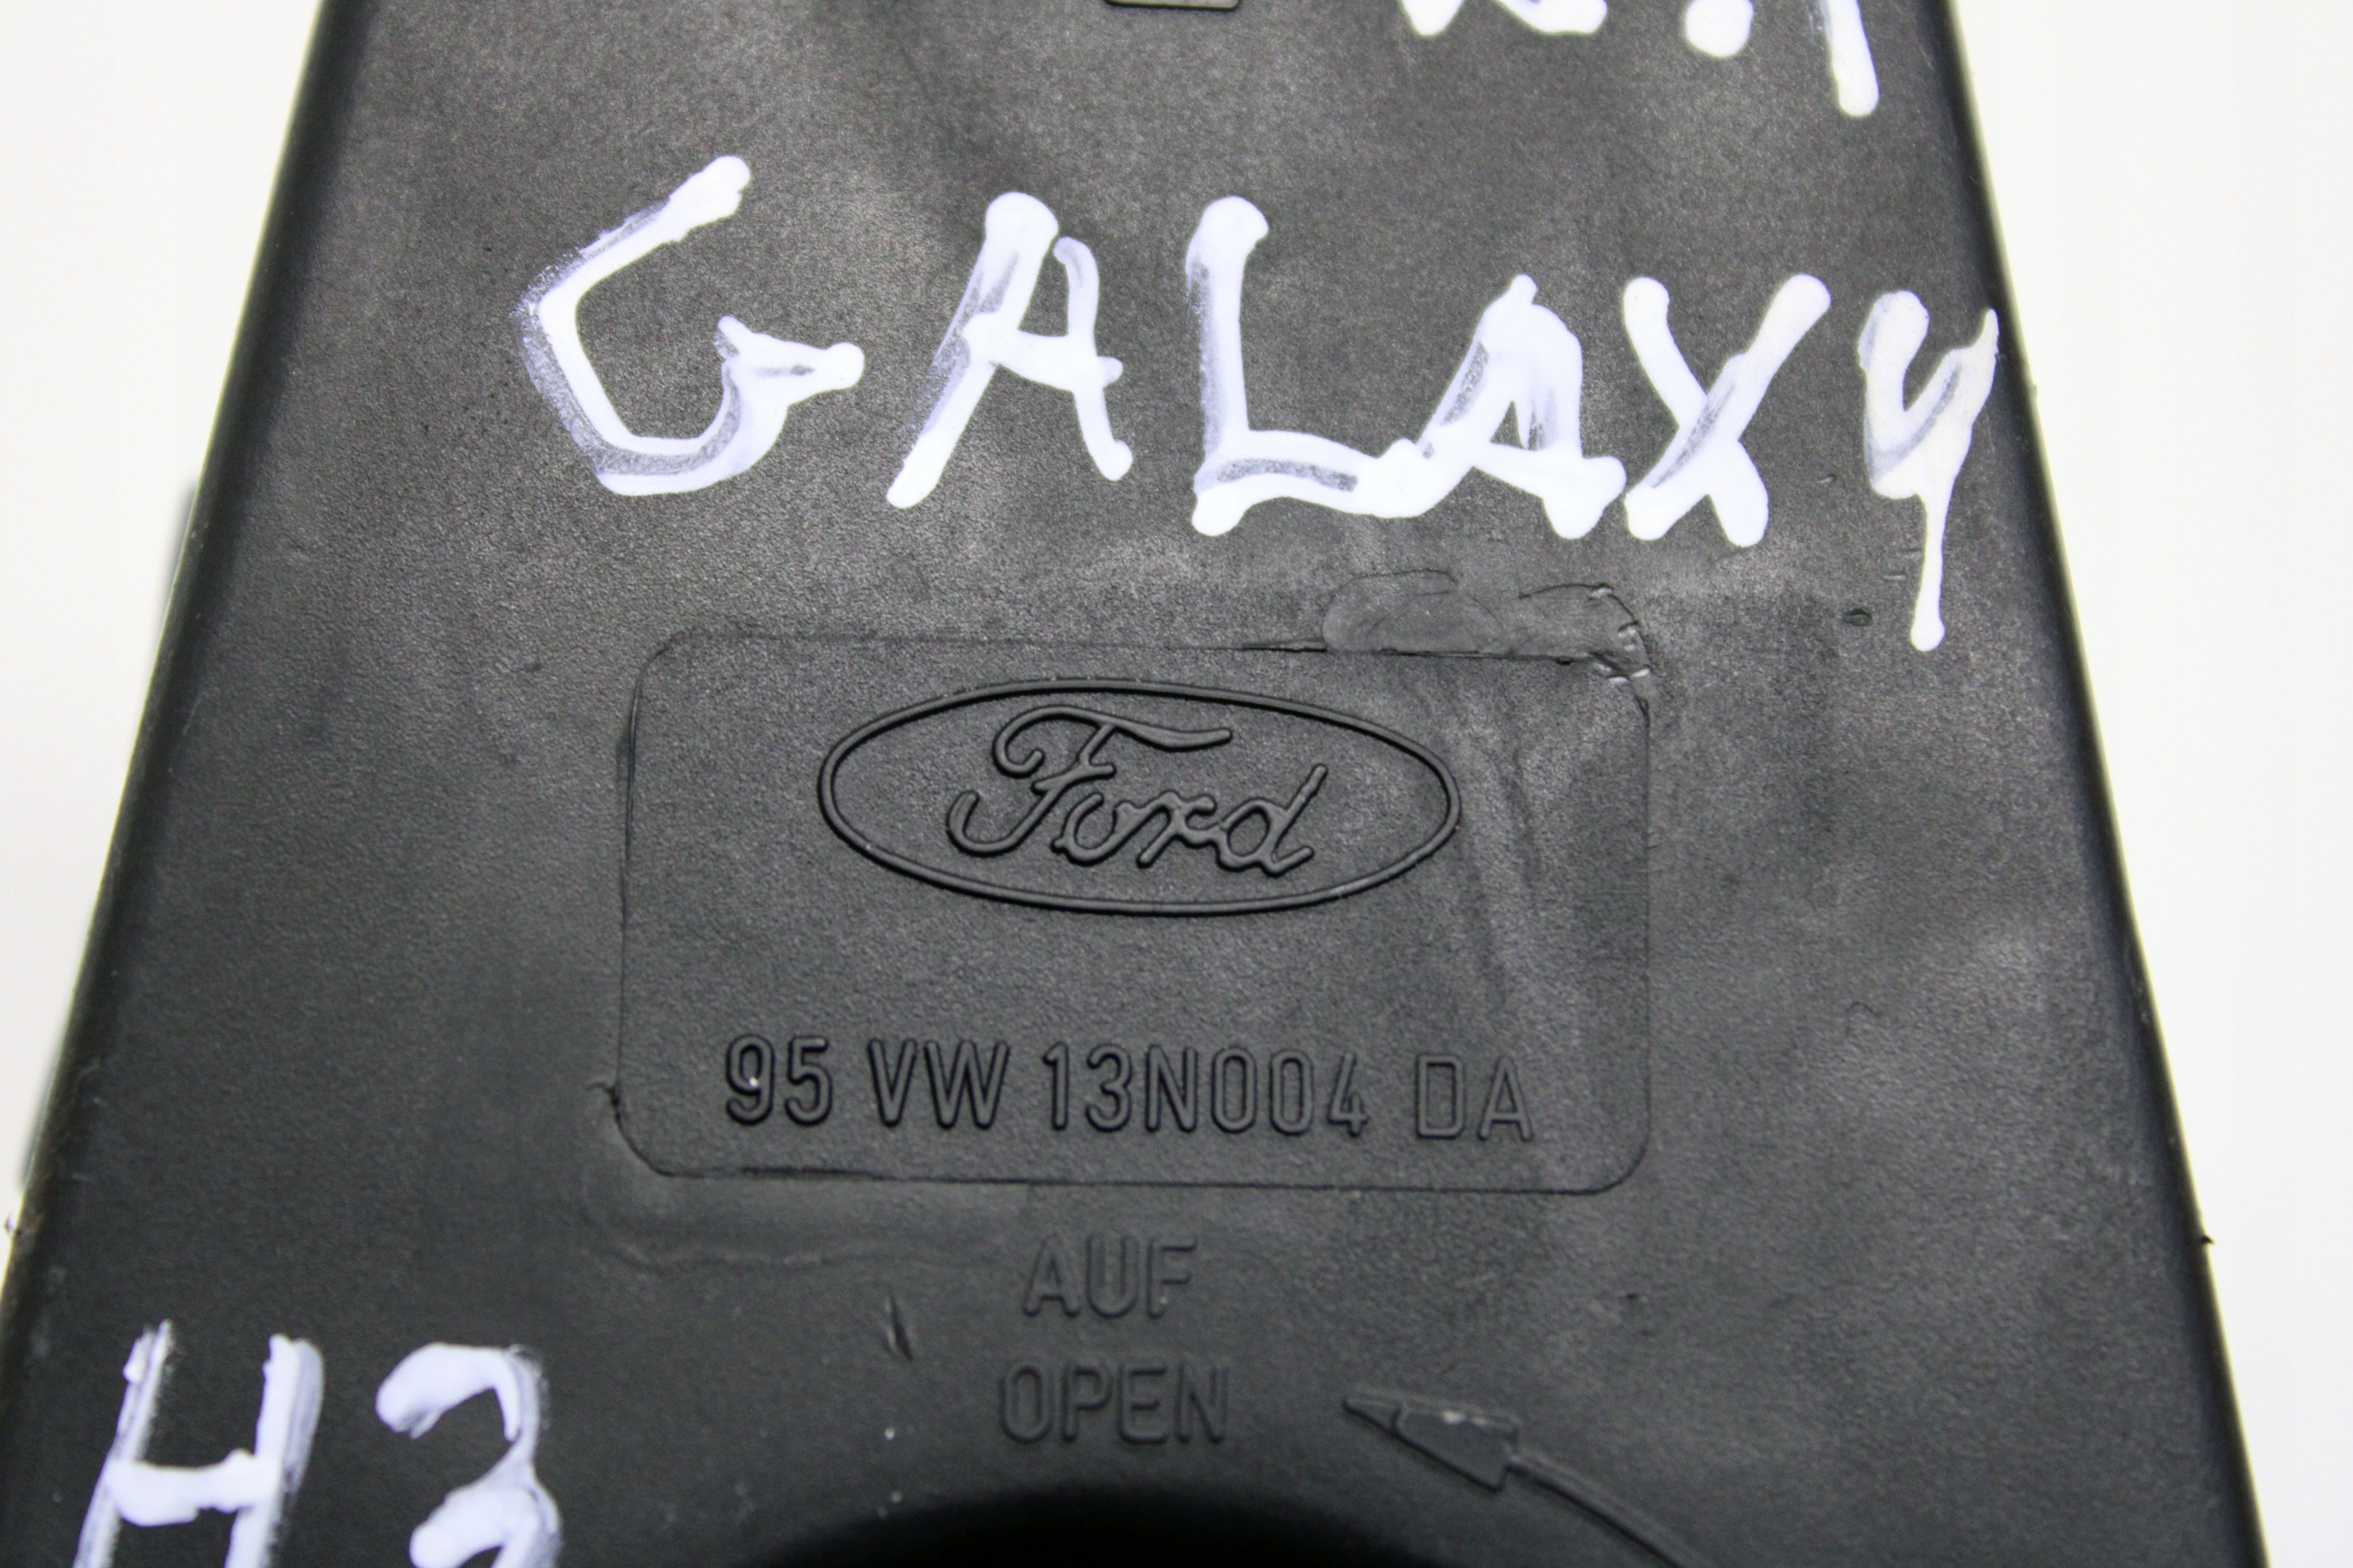 GALAXY
Ford
95 VW 13N004 DA
AUF
OPEN
H3